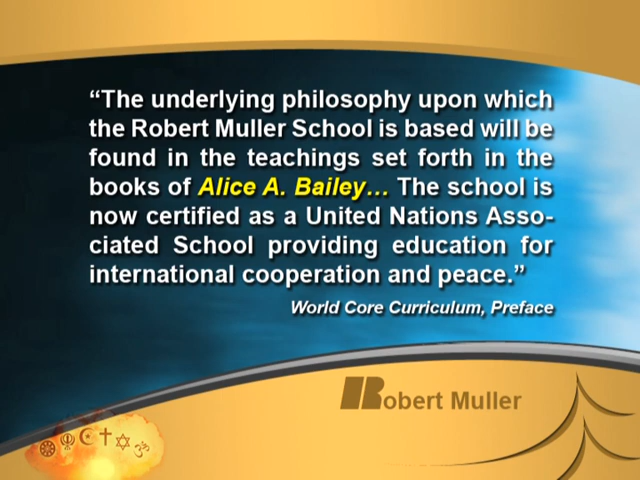 “The underlying philosophy upon which
the Robert Muller School is based will be
found in the teachings set forth in the
books of Alice A. Bailey… The school is
now certified as a United Nations Asso-
ciated School providing education for
international cooperation and peace.”
World Core Curriculum, Preface
Robert Muller